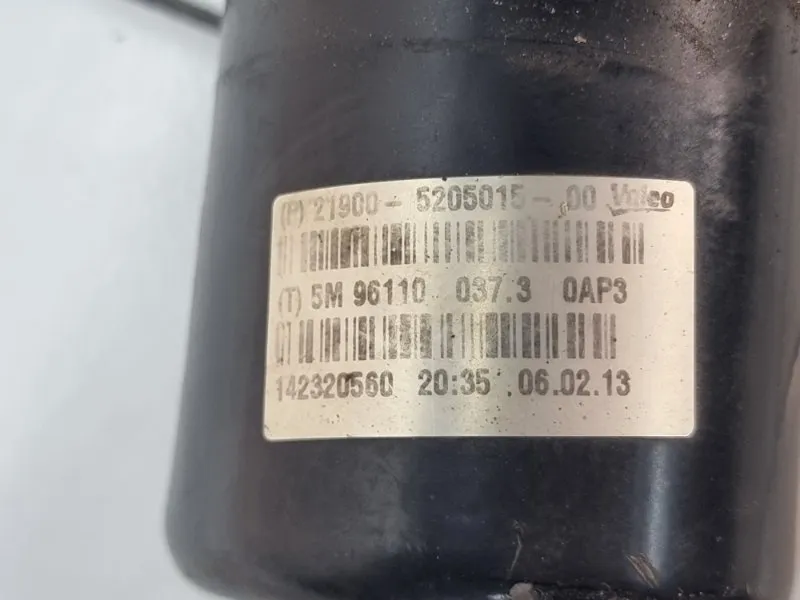 (P) 21900- 5205015- 00 Valeo
(T) 5M 96110 037.3 0AP3
142320560 20:35 06.02.13